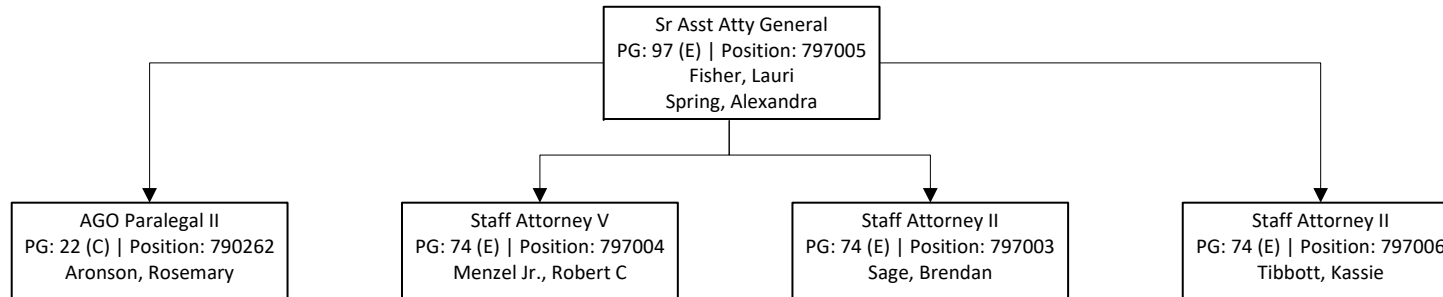 Sr Asst Atty General
PG: 97 (E) | Position: 797005
Fisher, Lauri
Spring, Alexandra
AGO Paralegal II
PG: 22 (C) | Position: 790262
Aronson, Rosemary
Staff Attorney V
PG: 74 (E) | Position: 797004
Menzel Jr., Robert C
Staff Attorney II
PG: 74 (E) | Position: 797003
Sage, Brendan
Staff Attorney II
PG: 74 (E) | Position: 797006
Tibbott, Kassie